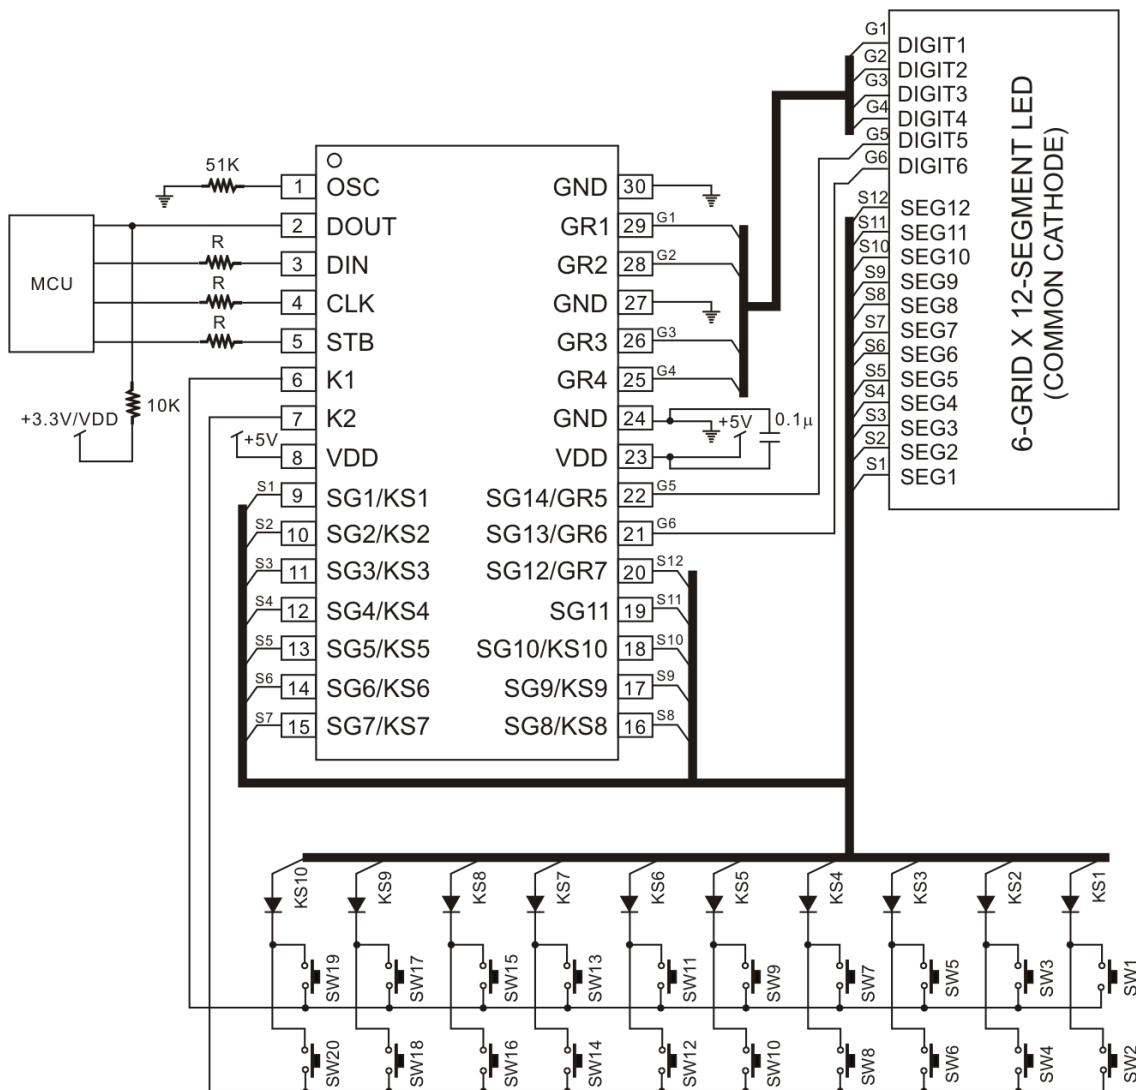 G1
DIGIT1
G2
DIGIT2
G3
DIGIT3
G4
DIGIT4
G5
DIGIT5
G6
DIGIT6
S12
SEG12
S11
SEG11
S10
SEG10
S9
SEG9
S8
SEG8
S7
SEG7
S6
SEG6
S5
SEG5
S4
SEG4
S3
SEG3
S2
SEG2
S1
SEG1
6-GRID X 12-SEGMENT LED
(COMMON CATHODE)
MCU
51K
R
R
R
10K
+3.3V/VDD
+5V
1 OSC
2 DOUT
3 DIN
4 CLK
5 STB
6 K1
7 K2
8 VDD
S1 9 SG1/KS1
S2 10 SG2/KS2
S3 11 SG3/KS3
S4 12 SG4/KS4
S5 13 SG5/KS5
S6 14 SG6/KS6
S7 15 SG7/KS7
GND 30
GR1 29 G1
GR2 28 G2
GND 27
GR3 26 G3
GR4 25 G4
GND 24
+5V
0.1µ
VDD 23
SG14/GR5 22 G5
SG13/GR6 21 G6
SG12/GR7 20 S12
SG11 19 S11
SG10/KS10 18 S10
SG9/KS9 17 S9
SG8/KS8 16 S8
KS10
KS9
KS8
KS7
KS6
KS5
KS4
KS3
KS2
KS1
SW19
SW17
SW15
SW13
SW11
SW9
SW7
SW5
SW3
SW1
SW20
SW18
SW16
SW14
SW12
SW10
SW8
SW6
SW4
SW2